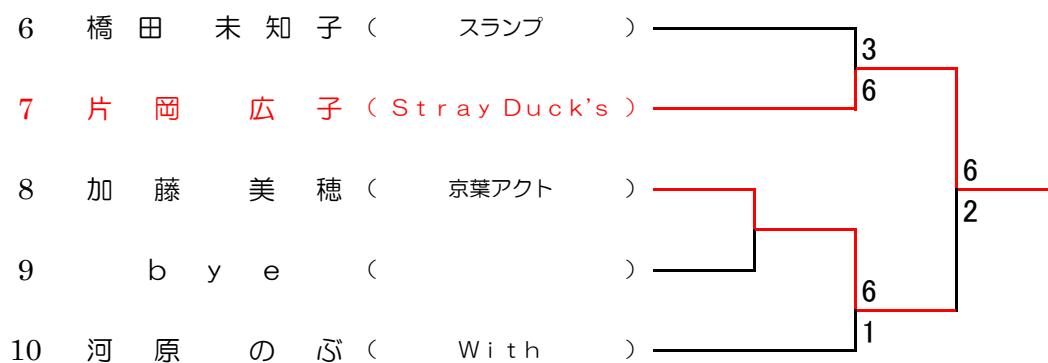 6 橋田 未知子 ( スランプ )
3
7 片岡 広子 ( Stray Duck's )
6
8 加藤 美穂 ( 京葉アクト )
6
2
9 bye ( )
6
10 河原 のぶ ( With )
1